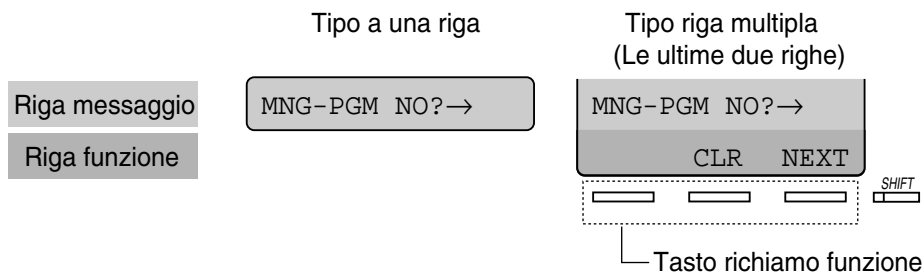 Tipo a una riga
Tipo riga multipla
(Le ultime due righe)
Riga messaggio
MNG-PGM NO?→
MNG-PGM NO?→
Riga funzione
CLR NEXT
SHIFT
Tasto richiamo funzione